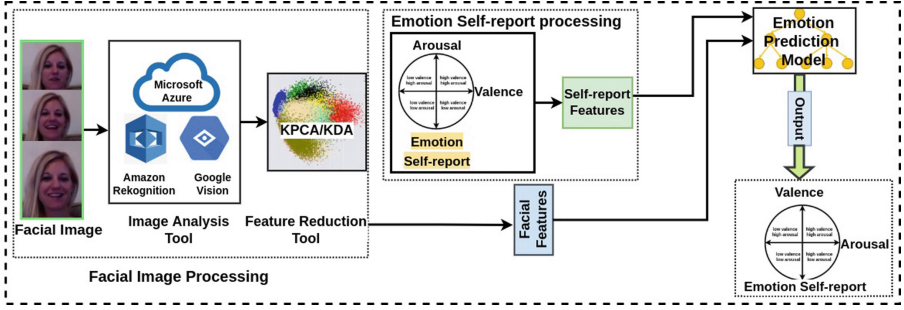 Facial Image
Microsoft
Azure
Amazon
Rekognition
Google
Vision
Image Analysis
Tool
KPCA/KDA
Feature Reduction
Tool
Facial Image Processing
Emotion Self-report processing
Arousal
low valence
high arousal
high valence
high arousal
Valence
low valence
low arousal
high valence
low arousal
Emotion
Self-report
Self-report
Features
Facial
Features
Emotion
Prediction
Model
Output
Valence
low valence
high arousal
high valence
high arousal
Arousal
low valence
low arousal
high valence
low arousal
Emotion Self-report